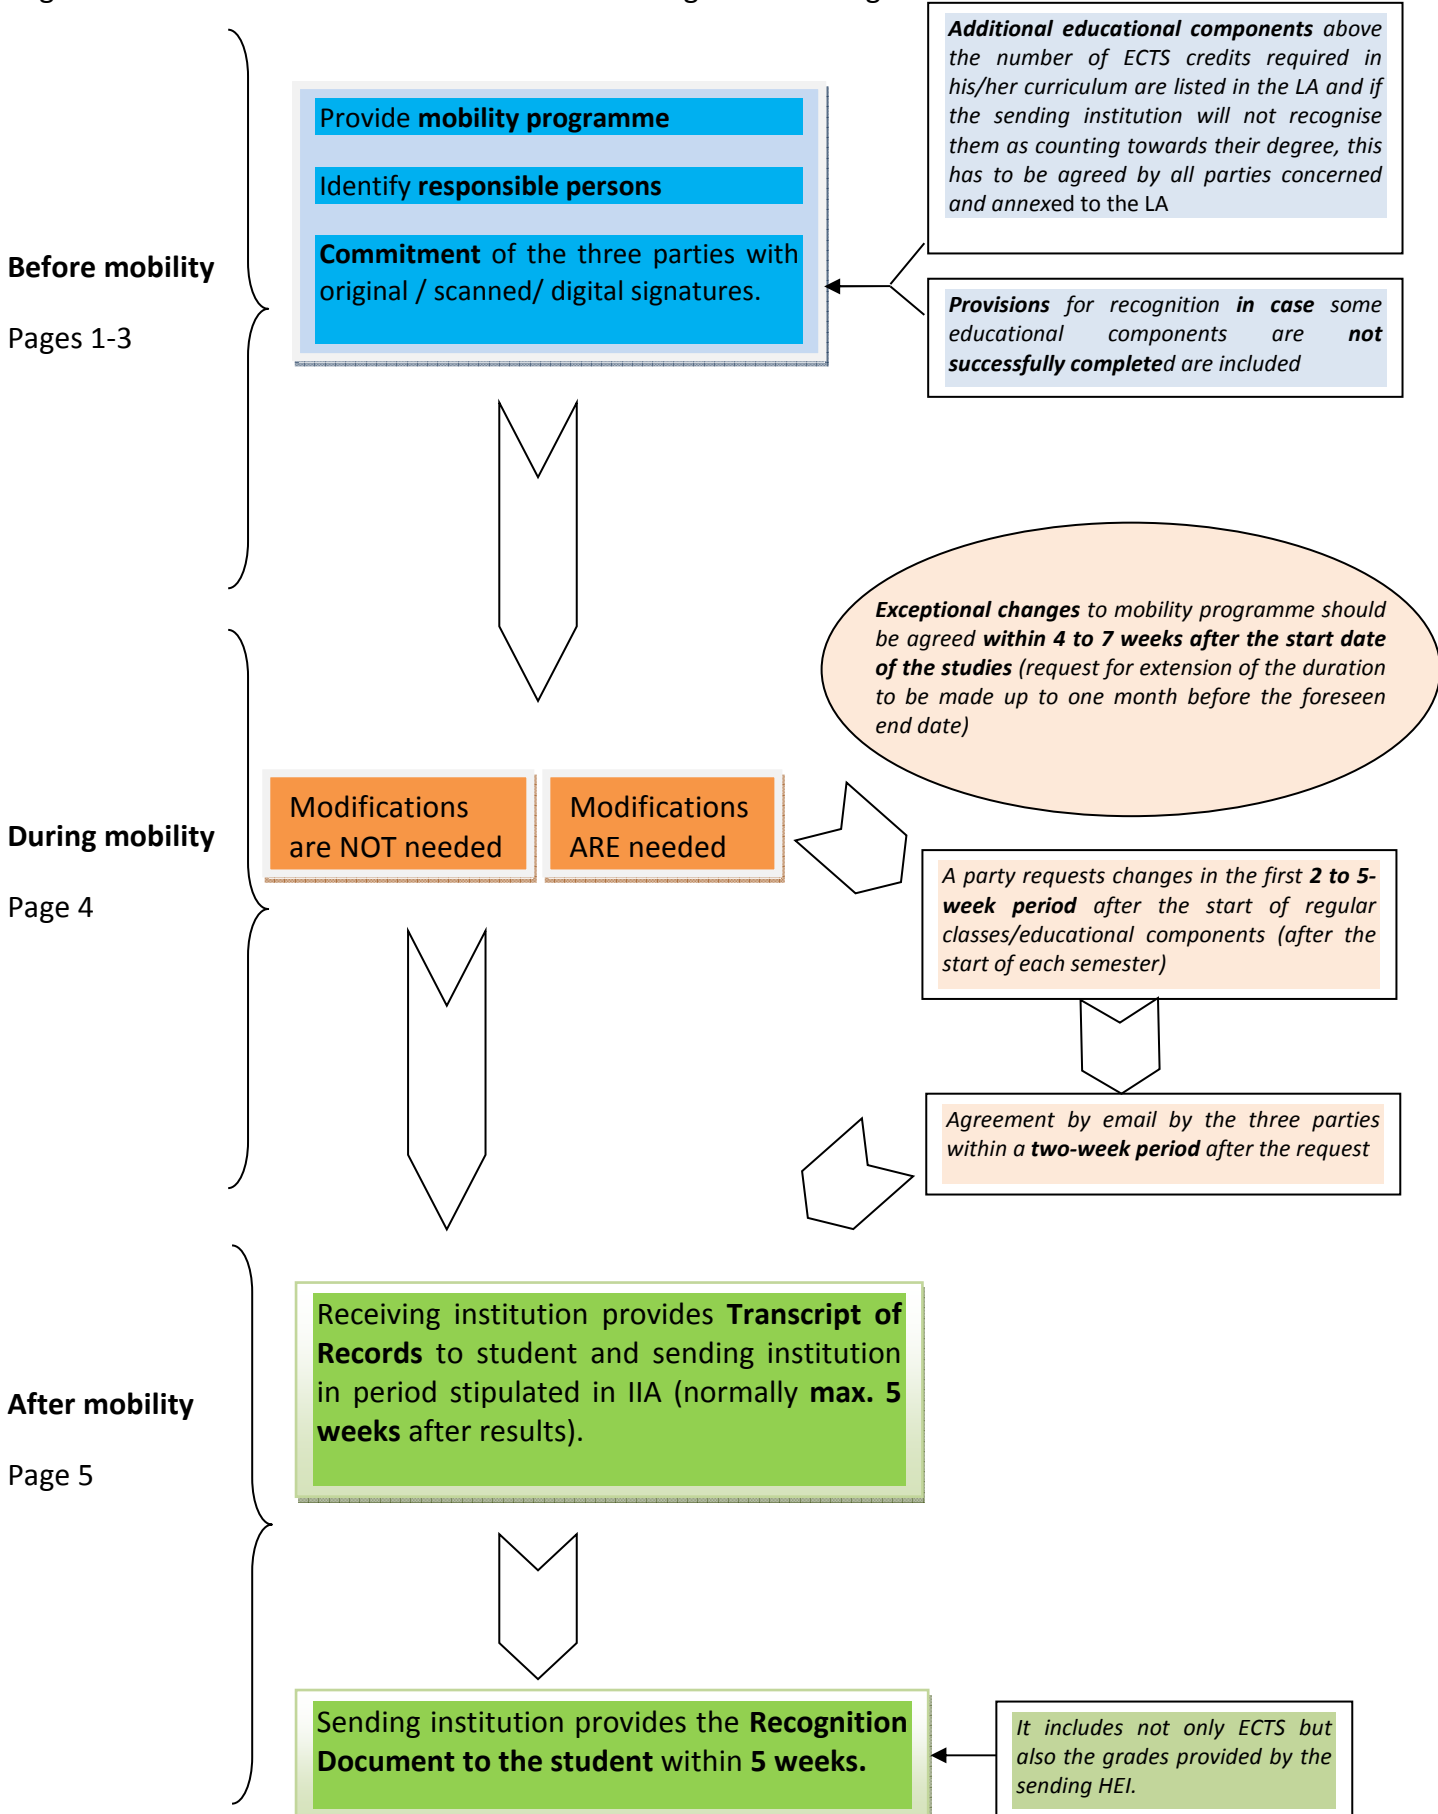 Additional educational components above
the number of ECTS credits required in
his/her curriculum are listed in the LA and if
the sending institution will not recognise
them as counting towards their degree, this
has to be agreed by all parties concerned
and annexed to the LA
Provide mobility programme
Identify responsible persons
Commitment of the three parties with
original / scanned/ digital signatures.
Before mobility
Pages 1-3
Provisions for recognition in case some
educational components are not
successfully completed are included
Exceptional changes to mobility programme should
be agreed within 4 to 7 weeks after the start date
of the studies (request for extension of the duration
to be made up to one month before the foreseen
end date)
During mobility
Page 4
Modifications
are NOT needed
Modifications
ARE needed
A party requests changes in the first 2 to 5-
week period after the start of regular
classes/educational components (after the
start of each semester)
Agreement by email by the three parties
within a two-week period after the request
After mobility
Page 5
Receiving institution provides Transcript of
Records to student and sending institution
in period stipulated in IIA (normally max. 5
weeks after results).
Sending institution provides the Recognition
Document to the student within 5 weeks.
It includes not only ECTS but
also the grades provided by the
sending HEI.